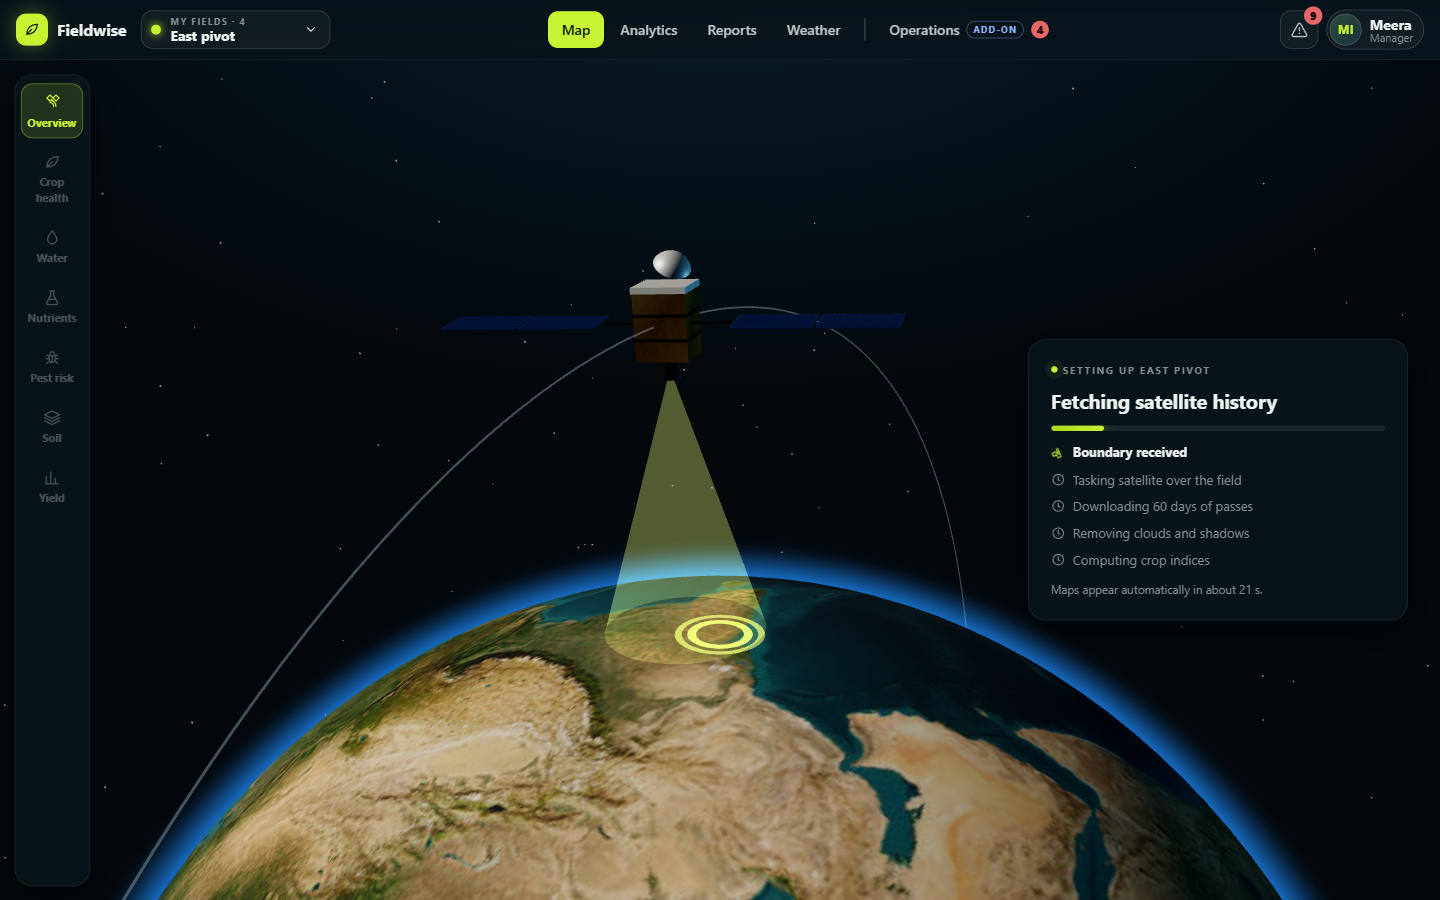 Fieldwise
MY FIELDS · 4
East pivot
Map
Analytics
Reports
Weather
Operations
ADD-ON
4
9
MI
Meera
Manager
Overview
Crop
health
Water
Nutrients
Pest risk
Soil
Yield
SETTING UP EAST PIVOT
Fetching satellite history
Boundary received
Tasking satellite over the field
Downloading 60 days of passes
Removing clouds and shadows
Computing crop indices
Maps appear automatically in about 21 s.